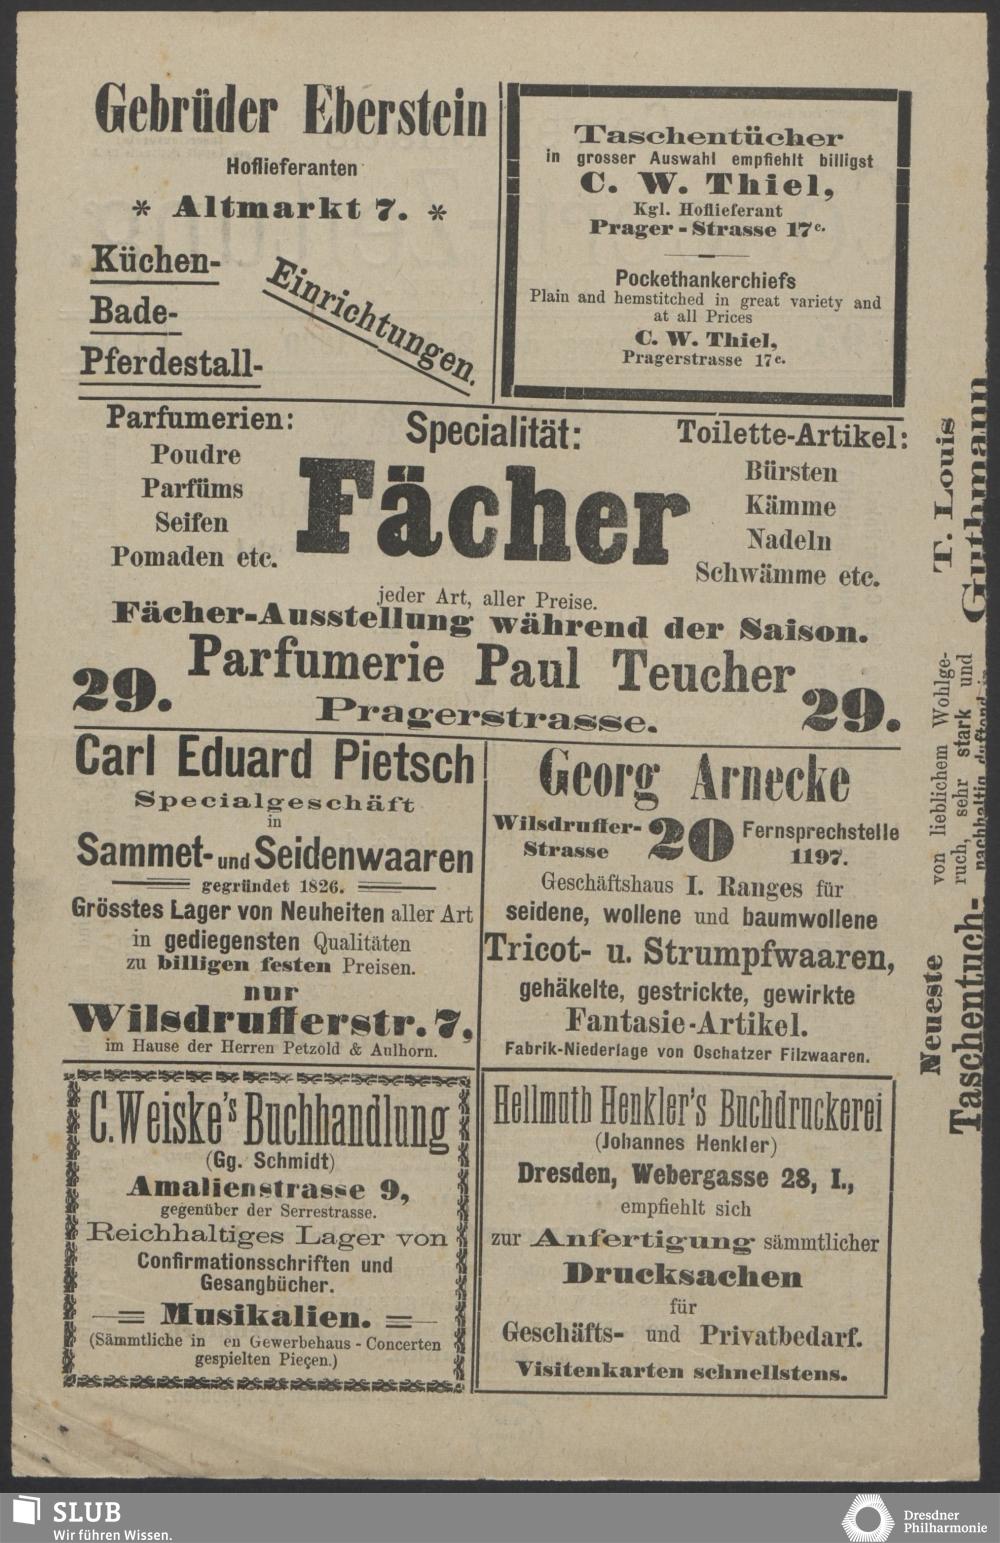 Gebrüder Eberstein
Hoflieferanten
* Altmarkt 7. *
Küchen-
Bade-
Pferdestall-
Einrichtungen.
Taschentücher
in grosser Auswahl empfiehlt billigst
C. W. Thiel,
Kgl. Hoflieferant
Prager-Strasse 17c.
Pockethankerchiefs
Plain and hemstitched in great variety and
at all Prices
C. W. Thiel,
Pragerstrasse 17c.
Parfumerien:
Poudre
Parfüms
Seifen
Pomaden etc.
Specialität:
Fächer
Toilette-Artikel:
Bürsten
Kämme
Nadeln
Schwämme etc.
jeder Art, aller Preise.
Fächer-Ausstellung während der Saison.
29. Parfumerie Paul Teucher 29.
Pragerstrasse.
Carl Eduard Pietsch
Specialgeschäft
in
Sammet- und Seidenwaaren
gegründet 1826.
Grösstes Lager von Neuheiten aller Art
in gediegensten Qualitäten
zu billigen festen Preisen.
nur
Wilsdrufferstr. 7,
im Hause der Herren Petzold & Aulhorn.
Georg Arnecke
Wilsdruffer-
Strasse
20
Fernsprechstelle
1197.
Geschäftshaus I. Ranges für
seidene, wollene und baumwollene
Tricot- u. Strumpfwaaren,
gehäkelte, gestrickte, gewirkte
Fantasie-Artikel.
Fabrik-Niederlage von Oschatzer Filzwaaren.
C. Weiske's Buchhandlung
(Gg. Schmidt)
Amalienstrasse 9,
gegenüber der Serrestrasse.
Reichhaltiges Lager von
Confirmationsschriften und
Gesangbücher.
Musikalien.
(Sämmtliche in en Gewerbehaus-Concerten
gespielten Pieçen.)
Hellmuth Henkler's Buchdruckerei
(Johannes Henkler)
Dresden, Webergasse 28, I.,
empfiehlt sich
zur Anfertigung sämmtlicher
Drucksachen
für
Geschäfts- und Privatbedarf.
Visitenkarten schnellstens.
Neueste
Taschentuch-
von lieblichem Wohlge-
ruch, sehr stark und
nachhaltig duftend in
T. Louis
Guthmann
SLUB
Wir führen Wissen.
Dresdner
Philharmonie